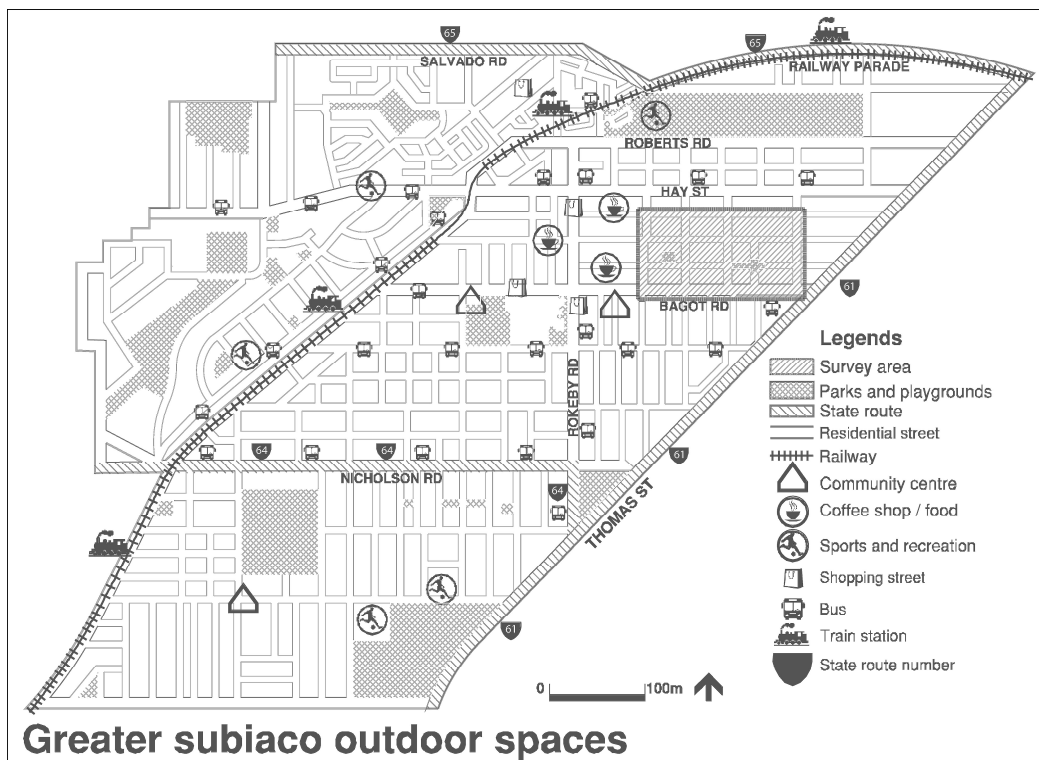 65
SALVADO RD
65
RAILWAY PARADE
ROBERTS RD
HAY ST
61
BAGOT RD
ROKEBY RD
64
64
61
NICHOLSON RD
64
THOMAS ST
61
Legends
Survey area
Parks and playgrounds
State route
Residential street
Railway
Community centre
Coffee shop / food
Sports and recreation
Shopping street
Bus
Train station
State route number
0 100m
Greater subiaco outdoor spaces